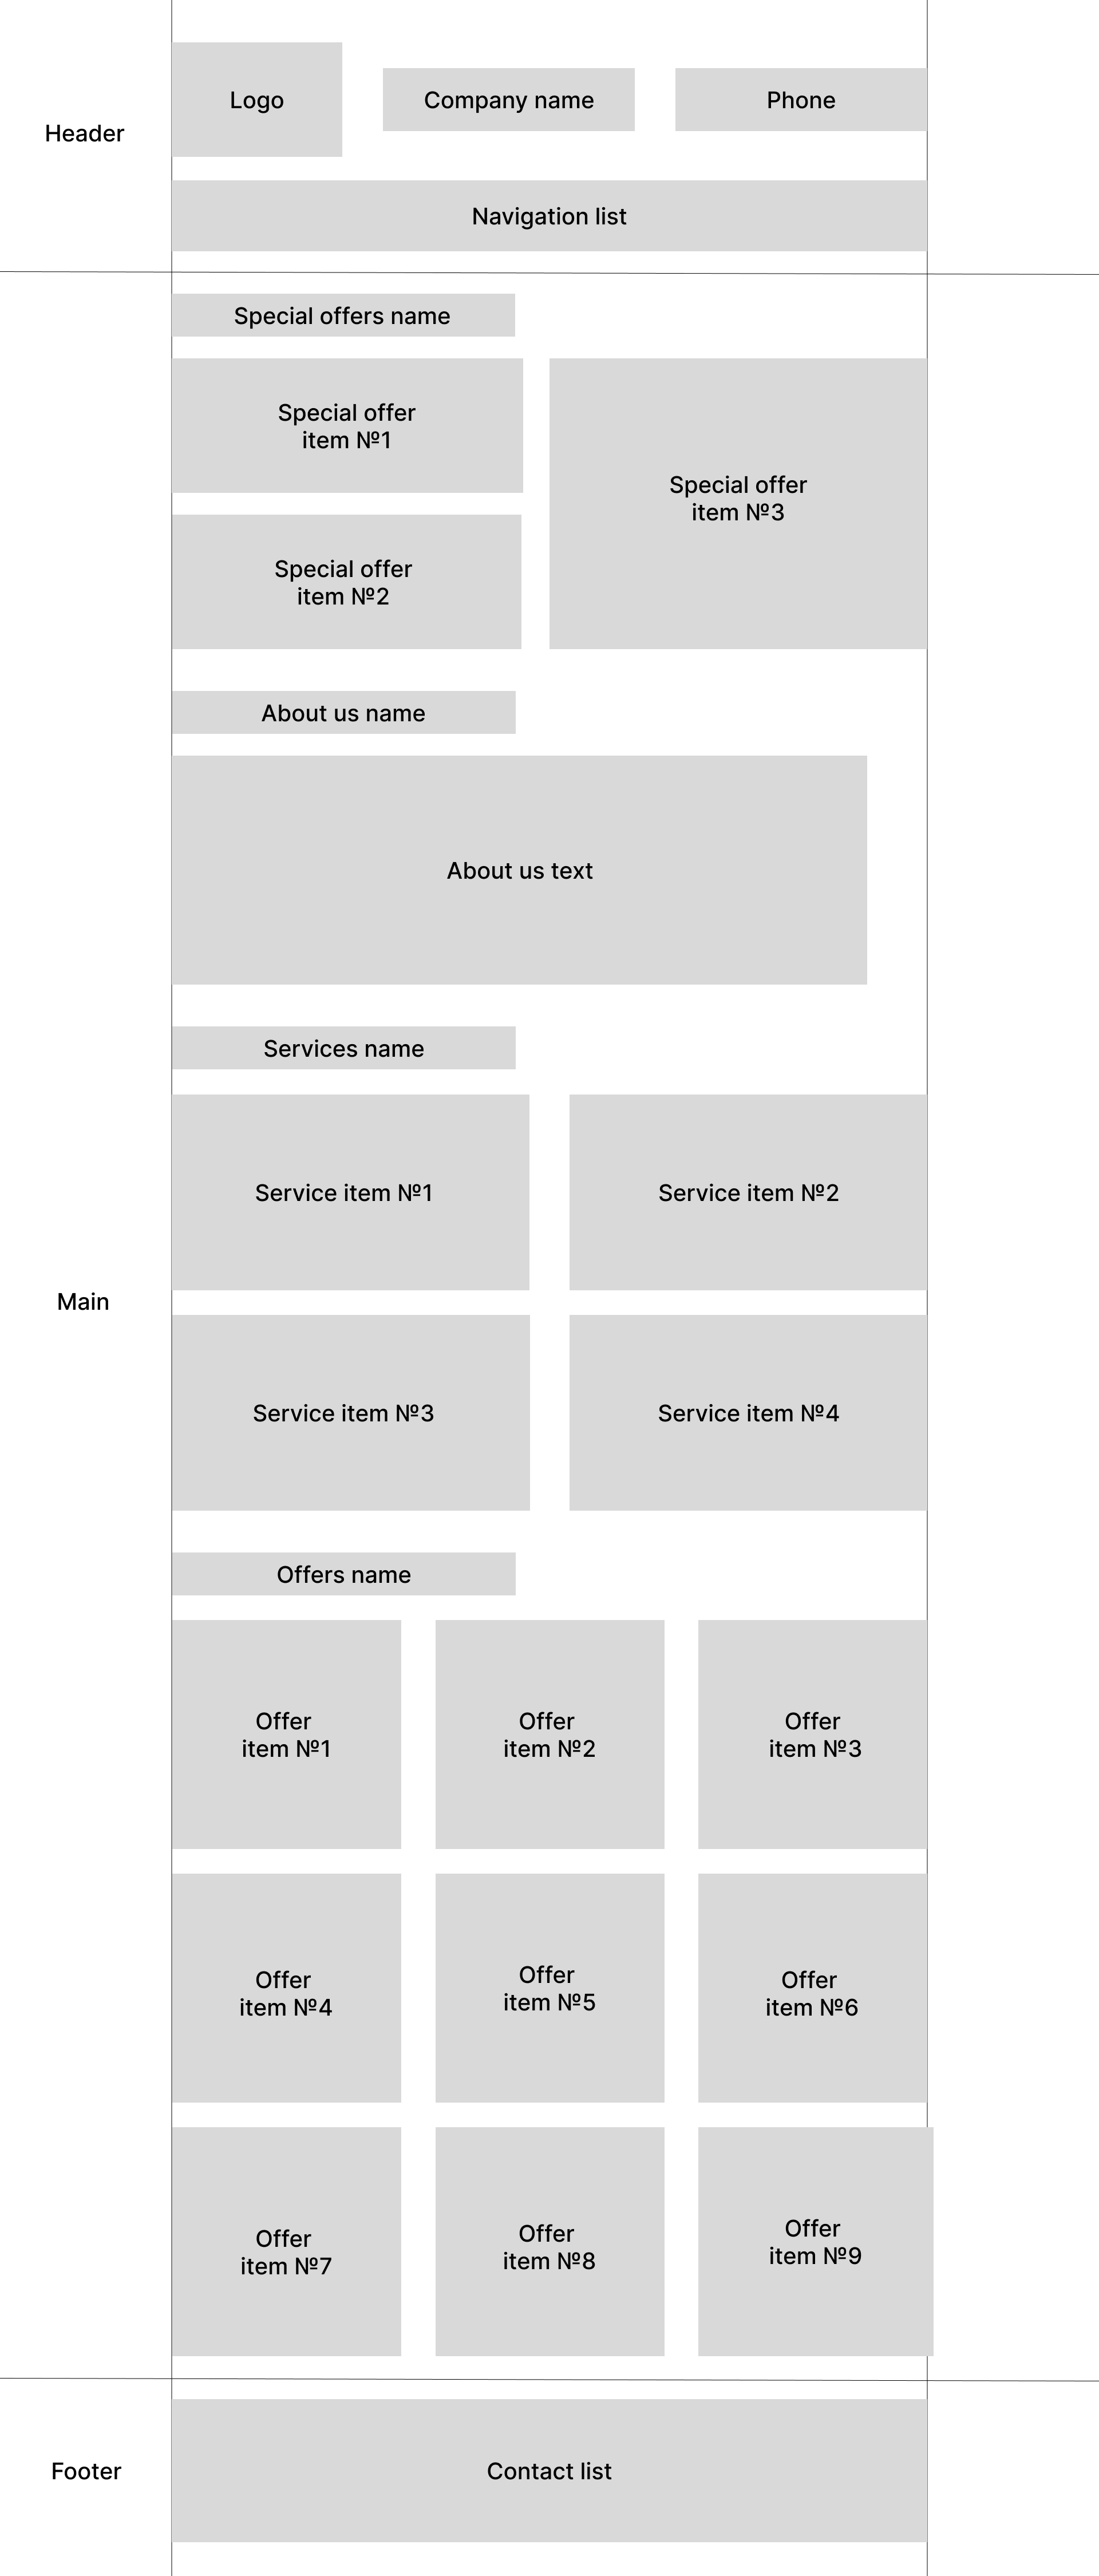 Header
Logo
Company name
Phone
Navigation list
Main
Special offers name
Special offer
item №1
Special offer
item №2
Special offer
item №3
About us name
About us text
Services name
Service item №1
Service item №2
Service item №3
Service item №4
Offers name
Offer
item №1
Offer
item №2
Offer
item №3
Offer
item №4
Offer
item №5
Offer
item №6
Offer
item №7
Offer
item №8
Offer
item №9
Footer
Contact list